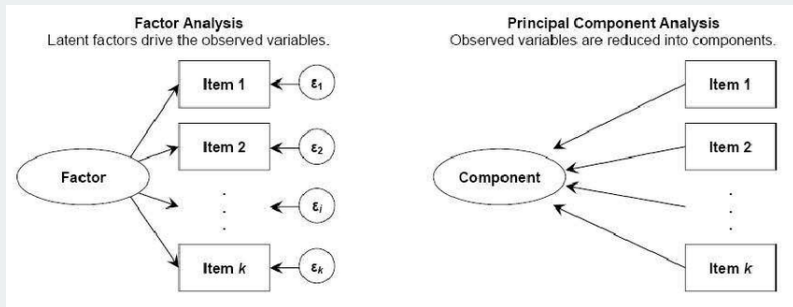 Factor Analysis
Latent factors drive the observed variables.
Factor
Item 1
ε1
Item 2
ε2
.
.
.
εi
Item k
εk
Principal Component Analysis
Observed variables are reduced into components.
Component
Item 1
Item 2
.
.
.
Item k